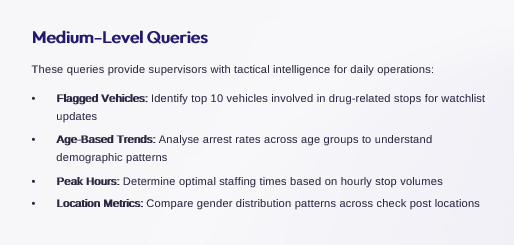 Medium-Level Queries
These queries provide supervisors with tactical intelligence for daily operations:
• Flagged Vehicles: Identify top 10 vehicles involved in drug-related stops for watchlist
updates
• Age-Based Trends: Analyse arrest rates across age groups to understand
demographic patterns
• Peak Hours: Determine optimal staffing times based on hourly stop volumes
• Location Metrics: Compare gender distribution patterns across check post locations